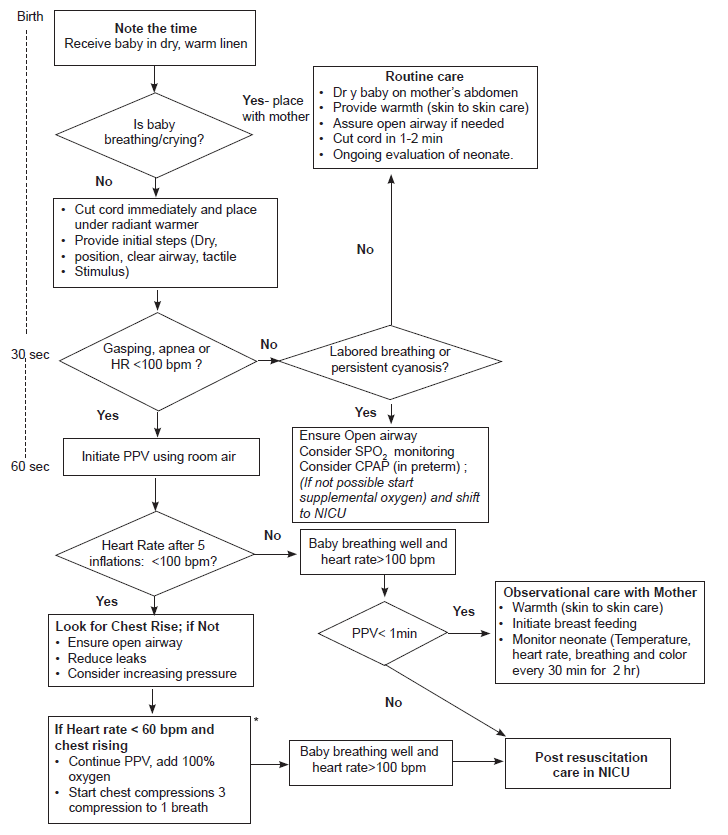 Birth
Note the time
Receive baby in dry, warm linen
Is baby
breathing/crying?
Yes- place
with mother
Routine care
• Dr y baby on mother's abdomen
• Provide warmth (skin to skin care)
• Assure open airway if needed
• Cut cord in 1-2 min
• Ongoing evaluation of neonate.
No
• Cut cord immediately and place
under radiant warmer
• Provide initial steps (Dry,
• position, clear airway, tactile
• Stimulus)
No
30 sec
Gasping, apnea or
HR <100 bpm ?
No
Labored breathing or
persistent cyanosis?
Yes
Yes
60 sec
Initiate PPV using room air
Ensure Open airway
Consider SPO2 monitoring
Consider CPAP (in preterm) ;
(If not possible start
supplemental oxygen) and shift
to NICU
Heart Rate after 5
inflations: <100 bpm?
No
Baby breathing well and
heart rate>100 bpm
Yes
Look for Chest Rise; if Not
• Ensure open airway
• Reduce leaks
• Consider increasing pressure
PPV< 1min
Yes
Observational care with Mother
• Warmth (skin to skin care)
• Initiate breast feeding
• Monitor neonate (Temperature,
heart rate, breathing and color
every 30 min for 2 hr)
No
If Heart rate < 60 bpm and
chest rising
• Continue PPV, add 100%
oxygen
• Start chest compressions 3
compression to 1 breath
*
Baby breathing well and
heart rate>100 bpm
Post resuscitation
care in NICU